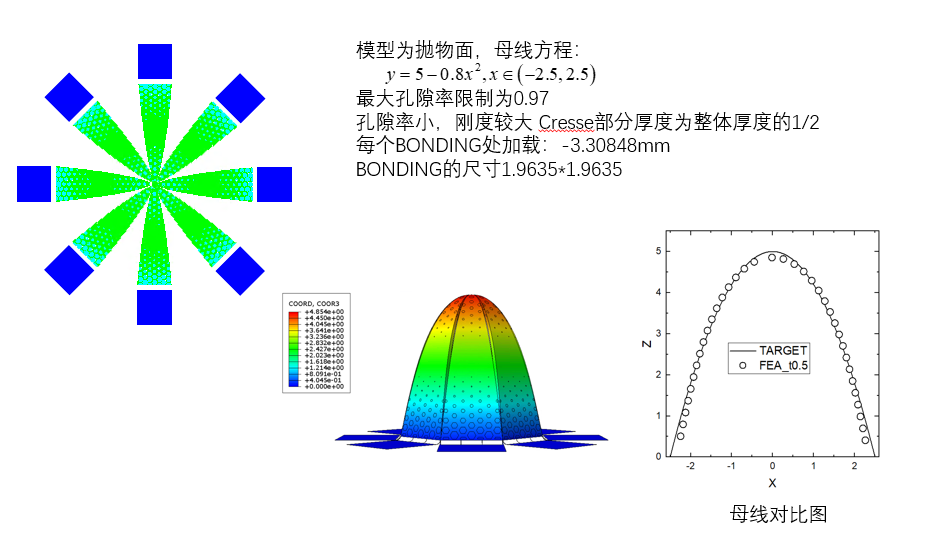 模型为抛物面，母线方程：
y = 5 − 0.8x², x ∈ (−2.5, 2.5)
最大孔隙率限制为0.97
孔隙率小，刚度较大 Cresse部分厚度为整体厚度的1/2
每个BONDING处加载：-3.30848mm
BONDING的尺寸1.9635*1.9635
COORD, COOR3
+4.854e+00
+4.450e+00
+4.045e+00
+3.641e+00
+3.236e+00
+2.832e+00
+2.427e+00
+2.023e+00
+1.618e+00
+1.214e+00
+8.091e-01
+4.045e-01
+0.000e+00
5
4
3
2
1
0
Z
TARGET
FEA_t0.5
-2 -1 0 1 2
X
母线对比图